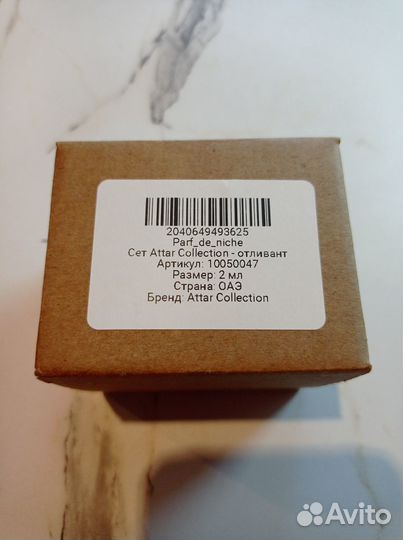 2040649493625
Parf_de_niche
Сет Attar Collection - отливант
Артикул: 10050047
Размер: 2 мл
Страна: ОАЭ
Бренд: Attar Collection
Avito